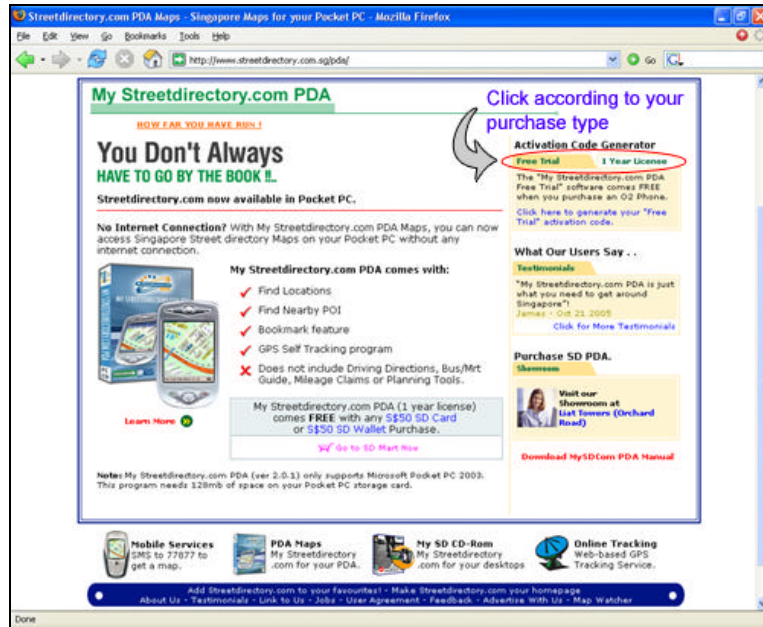 Streetdirectory.com PDA Maps - Singapore Maps for your Pocket PC - Mozilla Firefox
File Edit View Go Bookmarks Tools Help
http://www.streetdirectory.com.sg/pda/
Go
My Streetdirectory.com PDA
Click according to your
purchase type
HOW FAR YOU HAVE RUN !
You Don't Always
HAVE TO GO BY THE BOOK !!..
Streetdirectory.com now available in Pocket PC.
No Internet Connection? With My Streetdirectory.com PDA Maps, you can now
access Singapore Street directory Maps on your Pocket PC without any
internet connection.
My Streetdirectory.com PDA comes with:
Find Locations
Find Nearby POI
Bookmark feature
GPS Self Tracking program
Does not include Driving Directions, Bus/Mrt
Guide, Mileage Claims or Planning Tools.
Learn More
My Streetdirectory.com PDA (1 year license)
comes FREE with any S$50 SD Card
or S$50 SD Wallet Purchase.
Go to SD Mart Now
Note: My Streetdirectory.com PDA (ver 2.0.1) only supports Microsoft Pocket PC 2003.
This program needs 128mb of space on your Pocket PC storage card.
Activation Code Generator
Free Trial 1 Year License
The "My Streetdirectory.com PDA
Free Trial" software comes FREE
when you purchase an O2 Phone.
Click here to generate your "Free
Trial" activation code.
What Our Users Say . .
Testimonials
"My Streetdirectory.com PDA is just
what you need to get around
Singapore"!
James - Oct 21 2005
Click for More Testimonials
Purchase SD PDA.
Showroom
Visit our
Showroom at
Liat Towers (Orchard
Road)
Download MySDCom PDA Manual
Mobile Services
SMS to 77877 to
get a map.
PDA Maps
My Streetdirectory
.com for your PDA.
My SD CD-Rom
My Streetdirectory
.com for your desktops
Online Tracking
Web-based GPS
Tracking Service.
Add Streetdirectory.com to your favourites! - Make Streetdirectory.com your homepage
About Us - Testimonials - Link to Us - Jobs - User Agreement - Feedback - Advertise With Us - Map Watcher
Done